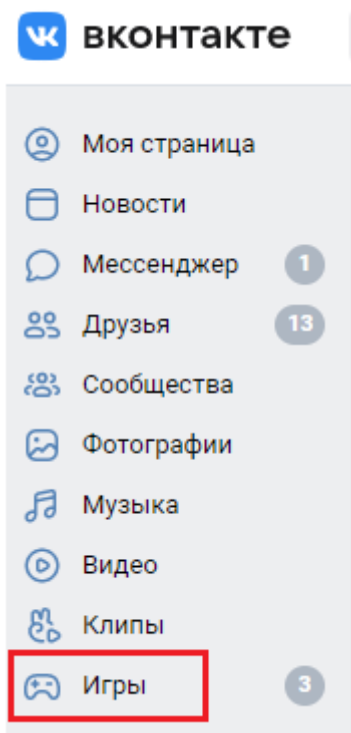 вконтакте
Моя страница
Новости
Мессенджер 1
Друзья 13
Сообщества
Фотографии
Музыка
Видео
Клипы
Игры 3